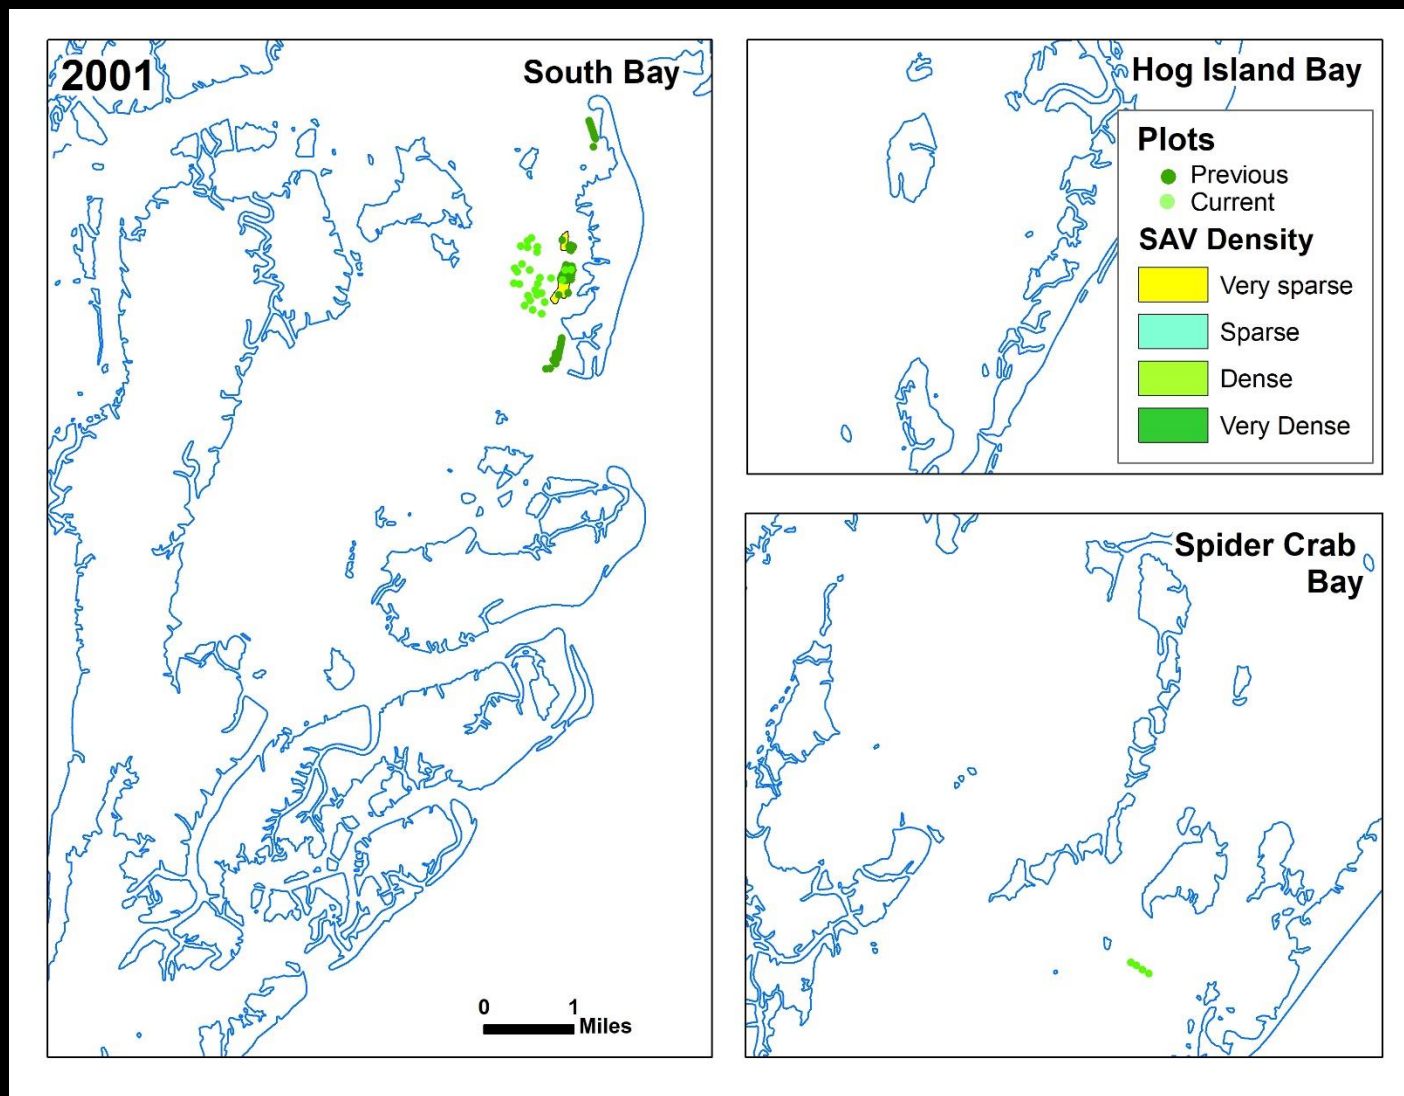 2001
South Bay
0 1
Miles
Hog Island Bay
Plots
Previous
Current
SAV Density
Very sparse
Sparse
Dense
Very Dense
Spider Crab
Bay